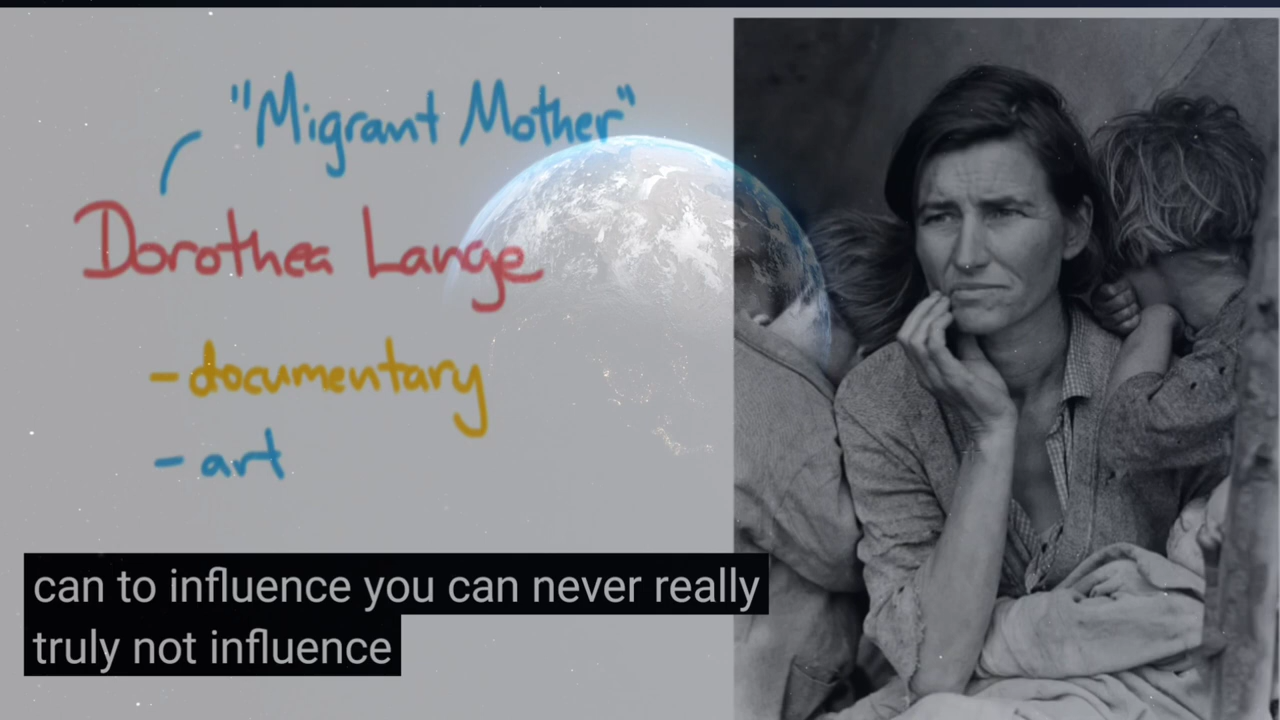 "Migrant Mother"
Dorothea Lange
- documentary
- art
can to influence you can never really
truly not influence